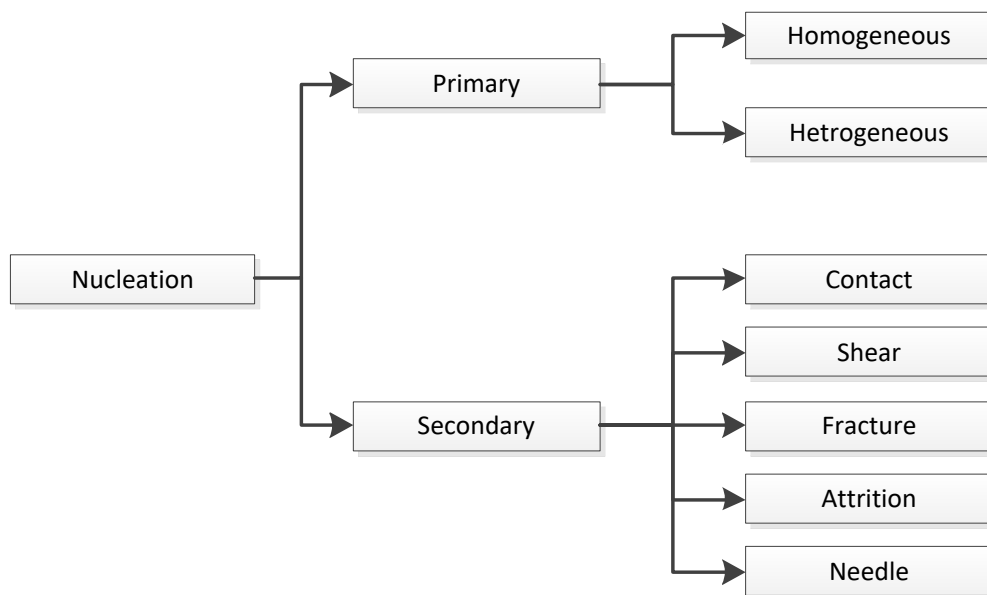 Nucleation
Primary
Homogeneous
Hetrogeneous
Secondary
Contact
Shear
Fracture
Attrition
Needle